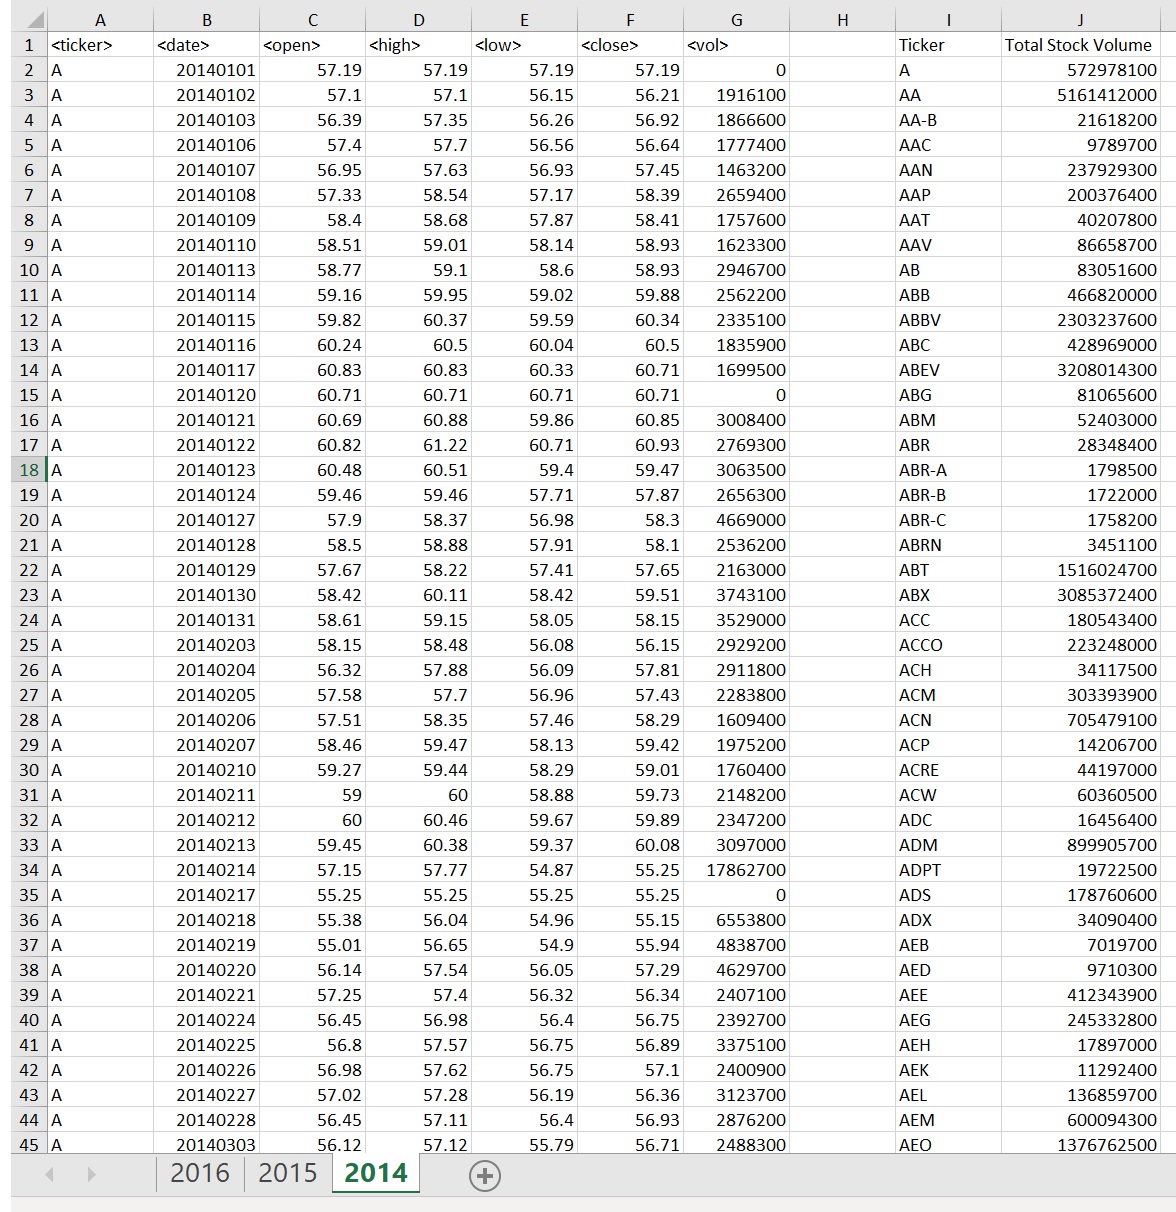 A B C D E F G H I J
1 <ticker> <date> <open> <high> <low> <close> <vol> Ticker Total Stock Volume
2 A 20140101 57.19 57.19 57.19 57.19 0 A 572978100
3 A 20140102 57.1 57.1 56.15 56.21 1916100 AA 5161412000
4 A 20140103 56.39 57.35 56.26 56.92 1866600 AA-B 21618200
5 A 20140106 57.4 57.7 56.56 56.64 1777400 AAC 9789700
6 A 20140107 56.95 57.63 56.93 57.45 1463200 AAN 237929300
7 A 20140108 57.33 58.54 57.17 58.39 2659400 AAP 200376400
8 A 20140109 58.4 58.68 57.87 58.41 1757600 AAT 40207800
9 A 20140110 58.51 59.01 58.14 58.93 1623300 AAV 86658700
10 A 20140113 58.77 59.1 58.6 58.93 2946700 AB 83051600
11 A 20140114 59.16 59.95 59.02 59.88 2562200 ABB 466820000
12 A 20140115 59.82 60.37 59.59 60.34 2335100 ABBV 2303237600
13 A 20140116 60.24 60.5 60.04 60.5 1835900 ABC 428969000
14 A 20140117 60.83 60.83 60.33 60.71 1699500 ABEV 3208014300
15 A 20140120 60.71 60.71 60.71 60.71 0 ABG 81065600
16 A 20140121 60.69 60.88 59.86 60.85 3008400 ABM 52403000
17 A 20140122 60.82 61.22 60.71 60.93 2769300 ABR 28348400
18 A 20140123 60.48 60.51 59.4 59.47 3063500 ABR-A 1798500
19 A 20140124 59.46 59.46 57.71 57.87 2656300 ABR-B 1722000
20 A 20140127 57.9 58.37 56.98 58.3 4669000 ABR-C 1758200
21 A 20140128 58.5 58.88 57.91 58.1 2536200 ABRN 3451100
22 A 20140129 57.67 58.22 57.41 57.65 2163000 ABT 1516024700
23 A 20140130 58.42 60.11 58.42 59.51 3743100 ABX 3085372400
24 A 20140131 58.61 59.15 58.05 58.15 3529000 ACC 180543400
25 A 20140203 58.15 58.48 56.08 56.15 2929200 ACCO 223248000
26 A 20140204 56.32 57.88 56.09 57.81 2911800 ACH 34117500
27 A 20140205 57.58 57.7 56.96 57.43 2283800 ACM 303393900
28 A 20140206 57.51 58.35 57.46 58.29 1609400 ACN 705479100
29 A 20140207 58.46 59.47 58.13 59.42 1975200 ACP 14206700
30 A 20140210 59.27 59.44 58.29 59.01 1760400 ACRE 44197000
31 A 20140211 59 60 58.88 59.73 2148200 ACW 60360500
32 A 20140212 60 60.46 59.67 59.89 2347200 ADC 16456400
33 A 20140213 59.45 60.38 59.37 60.08 3097000 ADM 899905700
34 A 20140214 57.15 57.77 54.87 55.25 17862700 ADPT 19722500
35 A 20140217 55.25 55.25 55.25 55.25 0 ADS 178760600
36 A 20140218 55.38 56.04 54.96 55.15 6553800 ADX 34090400
37 A 20140219 55.01 56.65 54.9 55.94 4838700 AEB 7019700
38 A 20140220 56.14 57.54 56.05 57.29 4629700 AED 9710300
39 A 20140221 57.25 57.4 56.32 56.34 2407100 AEE 412343900
40 A 20140224 56.45 56.98 56.4 56.75 2392700 AEG 245332800
41 A 20140225 56.8 57.57 56.75 56.89 3375100 AEH 17897000
42 A 20140226 56.98 57.62 56.75 57.1 2400900 AEK 11292400
43 A 20140227 57.02 57.28 56.19 56.36 3123700 AEL 136859700
44 A 20140228 56.45 57.11 56.4 56.93 2876200 AEM 600094300
45 A 20140303 56.12 57.12 55.79 56.71 2488300 AEO 1376762500
2016 2015 2014